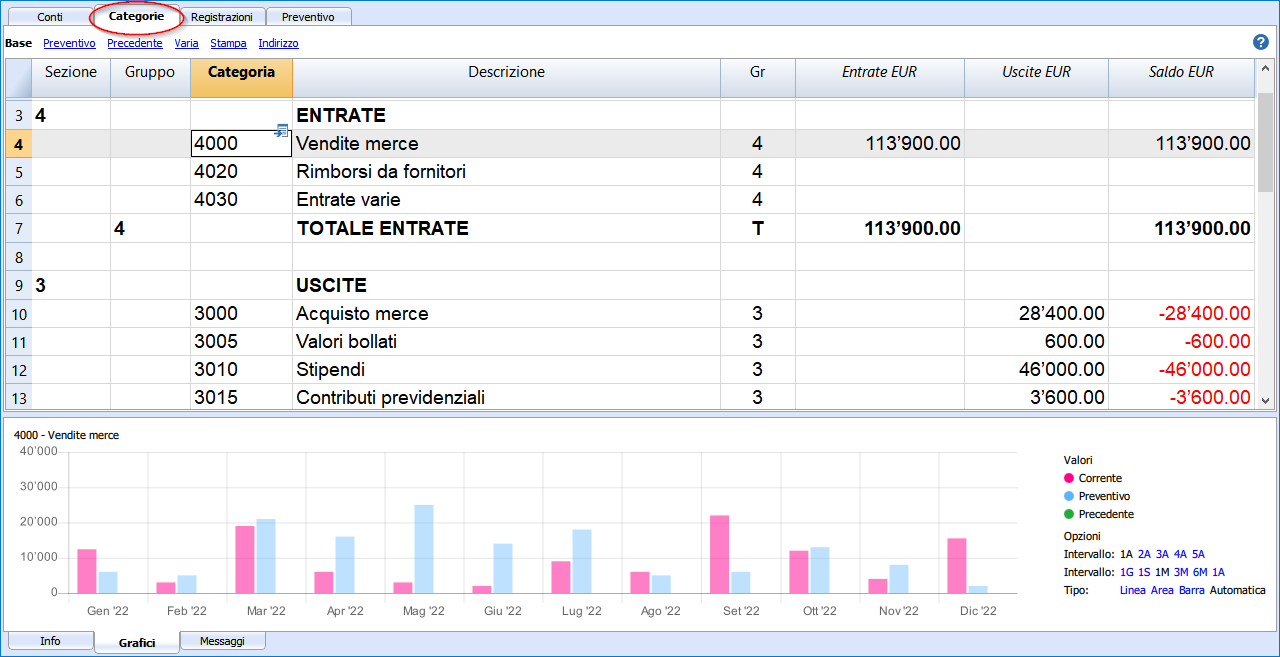 Conti Categorie Registrazioni Preventivo
Base Preventivo Precedente Varia Stampa Indirizzo ?
Sezione Gruppo Categoria Descrizione Gr Entrate EUR Uscite EUR Saldo EUR
3 4 ENTRATE
4 4000 Vendite merce 4 113’900.00 113’900.00
5 4020 Rimborsi da fornitori 4
6 4030 Entrate varie 4
7 4 TOTALE ENTRATE T 113’900.00 113’900.00
8
9 3 USCITE
10 3000 Acquisto merce 3 28’400.00 -28’400.00
11 3005 Valori bollati 3 600.00 -600.00
12 3010 Stipendi 3 46’000.00 -46’000.00
13 3015 Contributi previdenziali 3 3’600.00 -3’600.00
4000 - Vendite merce
40'000
30'000
20'000
10'000
0
Gen '22 Feb '22 Mar '22 Apr '22 Mag '22 Giu '22 Lug '22 Ago '22 Set '22 Ott '22 Nov '22 Dic '22
Valori
Corrente
Preventivo
Precedente
Opzioni
Intervallo: 1A 2A 3A 4A 5A
Intervallo: 1G 1S 1M 3M 6M 1A
Tipo: Linea Area Barra Automatica
Info Grafici Messaggi